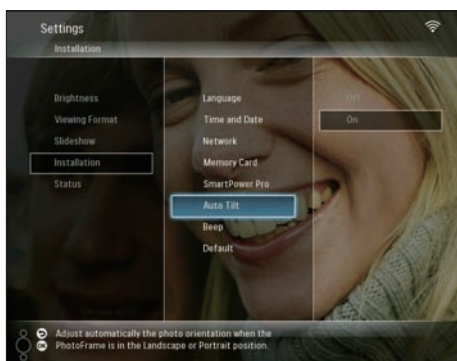 Settings
Installation
Brightness
Viewing Format
Slideshow
Installation
Status
Language
Time and Date
Network
Memory Card
SmartPower Pro
Auto Tilt
Beep
Default
Off
On
Adjust automatically the photo orientation when the
PhotoFrame is in the Landscape or Portrait position.